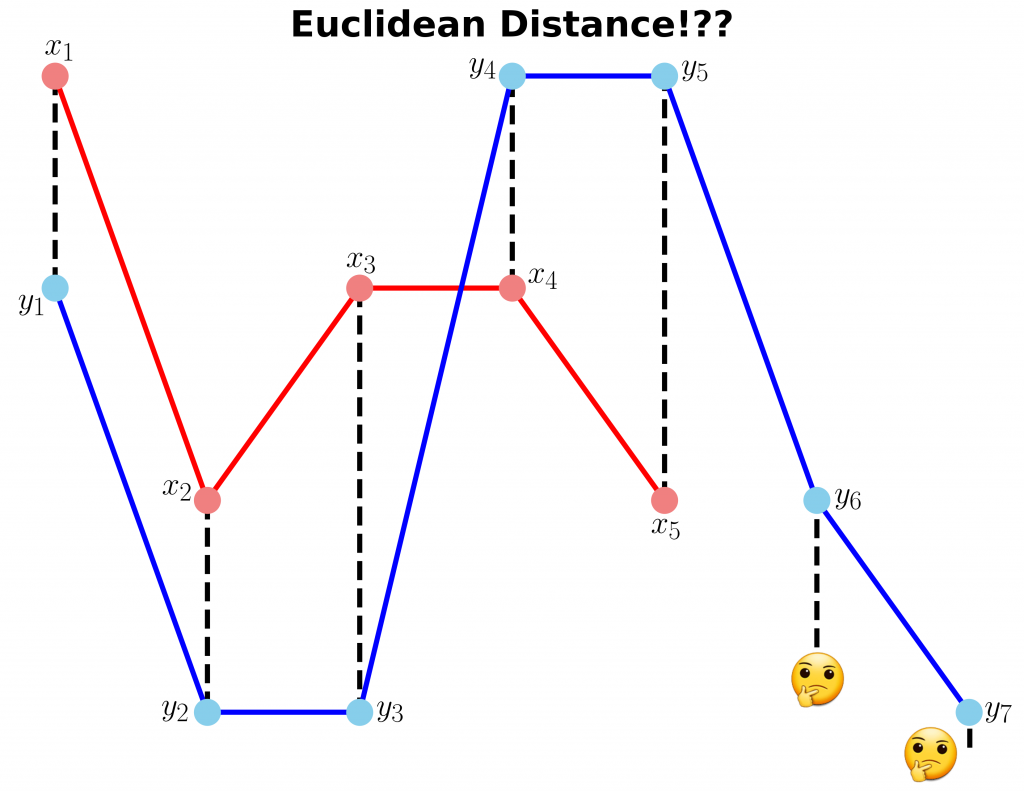 Euclidean Distance!??
x₁
y₄
y₅
x₃
x₄
y₁
x₂
y₆
x₅
y₂
y₃
y₇